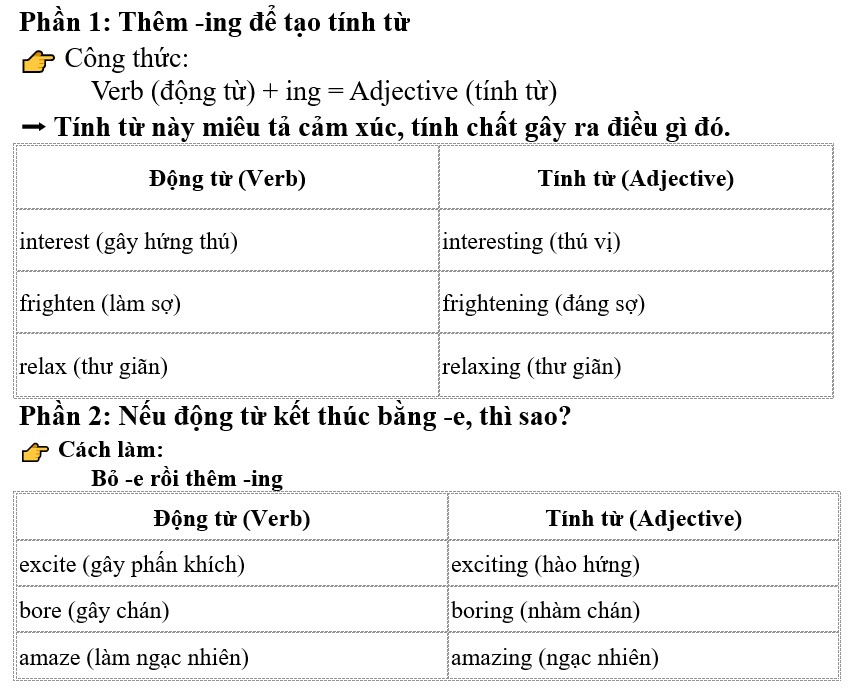 Phần 1: Thêm -ing để tạo tính từ
👉 Công thức:
Verb (động từ) + ing = Adjective (tính từ)
➞ Tính từ này miêu tả cảm xúc, tính chất gây ra điều gì đó.
Động từ (Verb) Tính từ (Adjective)
interest (gây hứng thú) interesting (thú vị)
frighten (làm sợ) frightening (đáng sợ)
relax (thư giãn) relaxing (thư giãn)
Phần 2: Nếu động từ kết thúc bằng -e, thì sao?
👉 Cách làm:
Bỏ -e rồi thêm -ing
Động từ (Verb) Tính từ (Adjective)
excite (gây phấn khích) exciting (hào hứng)
bore (gây chán) boring (nhàm chán)
amaze (làm ngạc nhiên) amazing (ngạc nhiên)